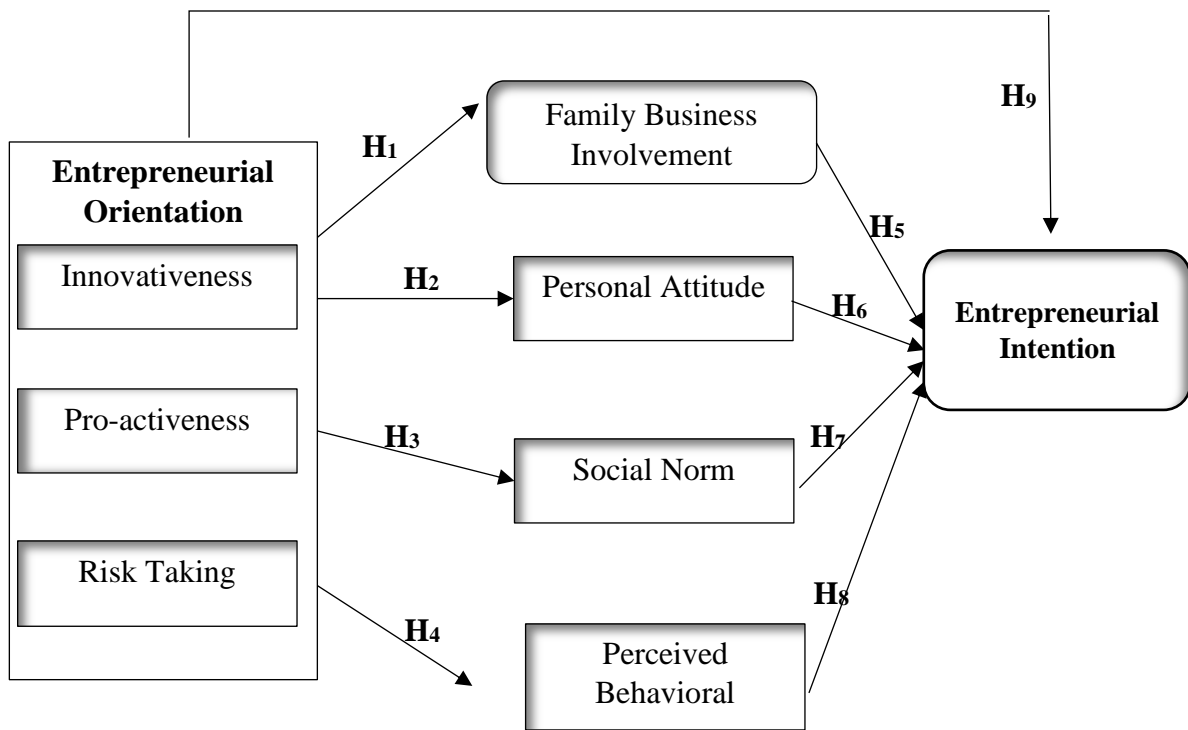 H9
Family Business
Involvement
H1
Entrepreneurial
Orientation
H5
Innovativeness
H2
Personal Attitude
H6
Entrepreneurial
Intention
Pro-activeness
H3
Social Norm
H7
Risk Taking
H4
H8
Perceived
Behavioral